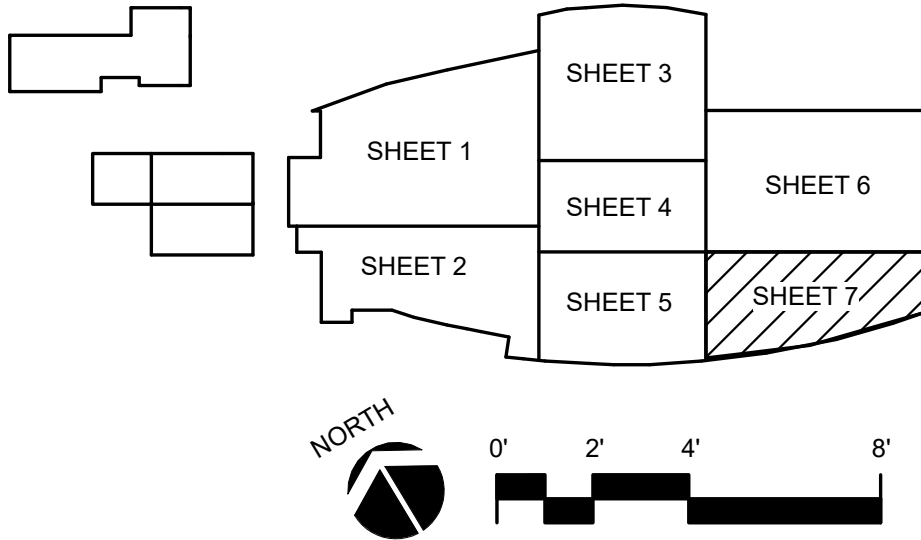 SHEET 3
SHEET 1
SHEET 6
SHEET 4
SHEET 2
SHEET 5
SHEET 7
NORTH
0' 2' 4' 8'